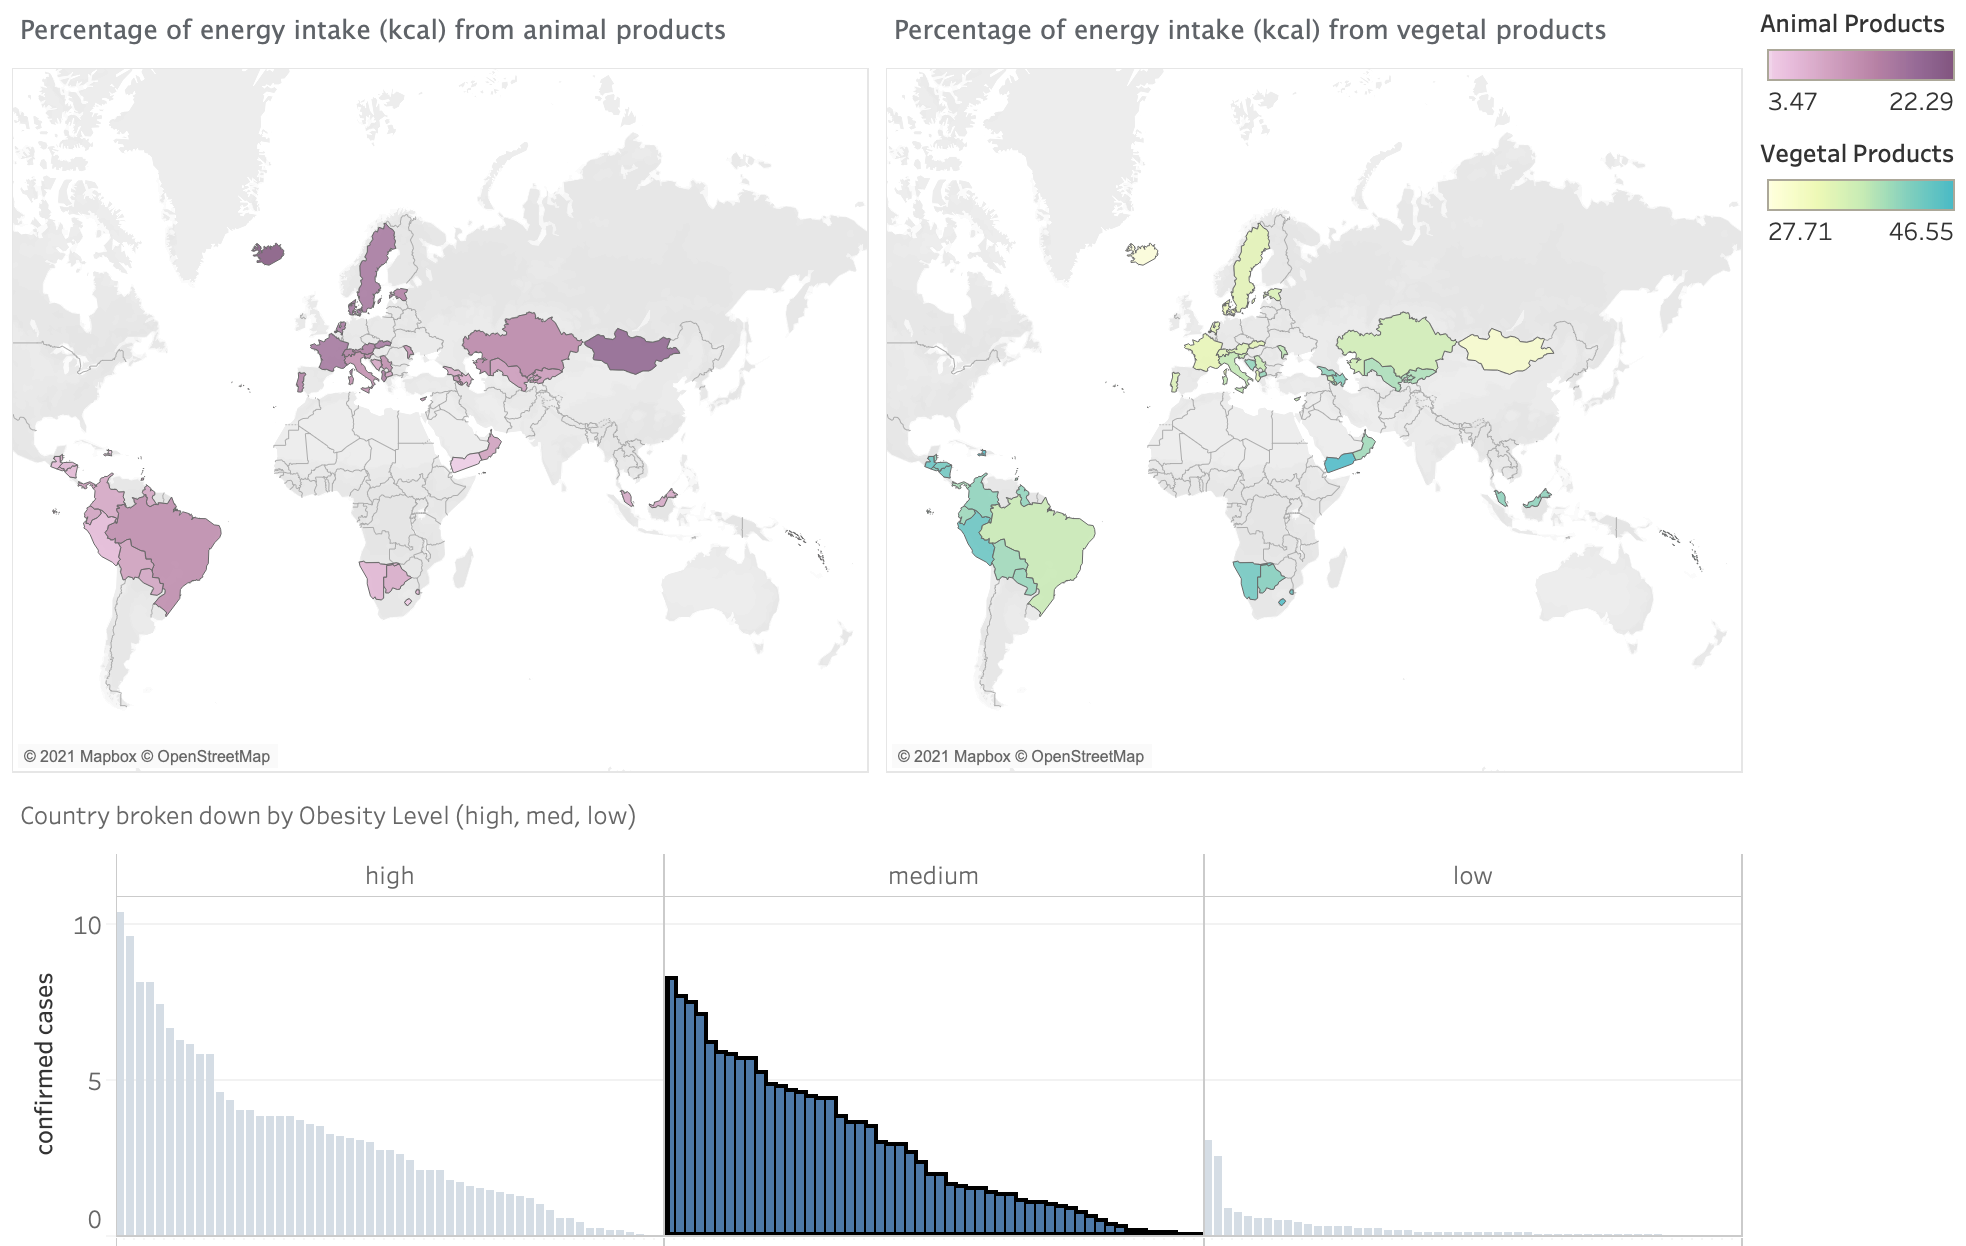 Percentage of energy intake (kcal) from animal products
Percentage of energy intake (kcal) from vegetal products
Animal Products
3.47 22.29
Vegetal Products
27.71 46.55
© 2021 Mapbox © OpenStreetMap
© 2021 Mapbox © OpenStreetMap
Country broken down by Obesity Level (high, med, low)
high medium low
confirmed cases
10
5
0